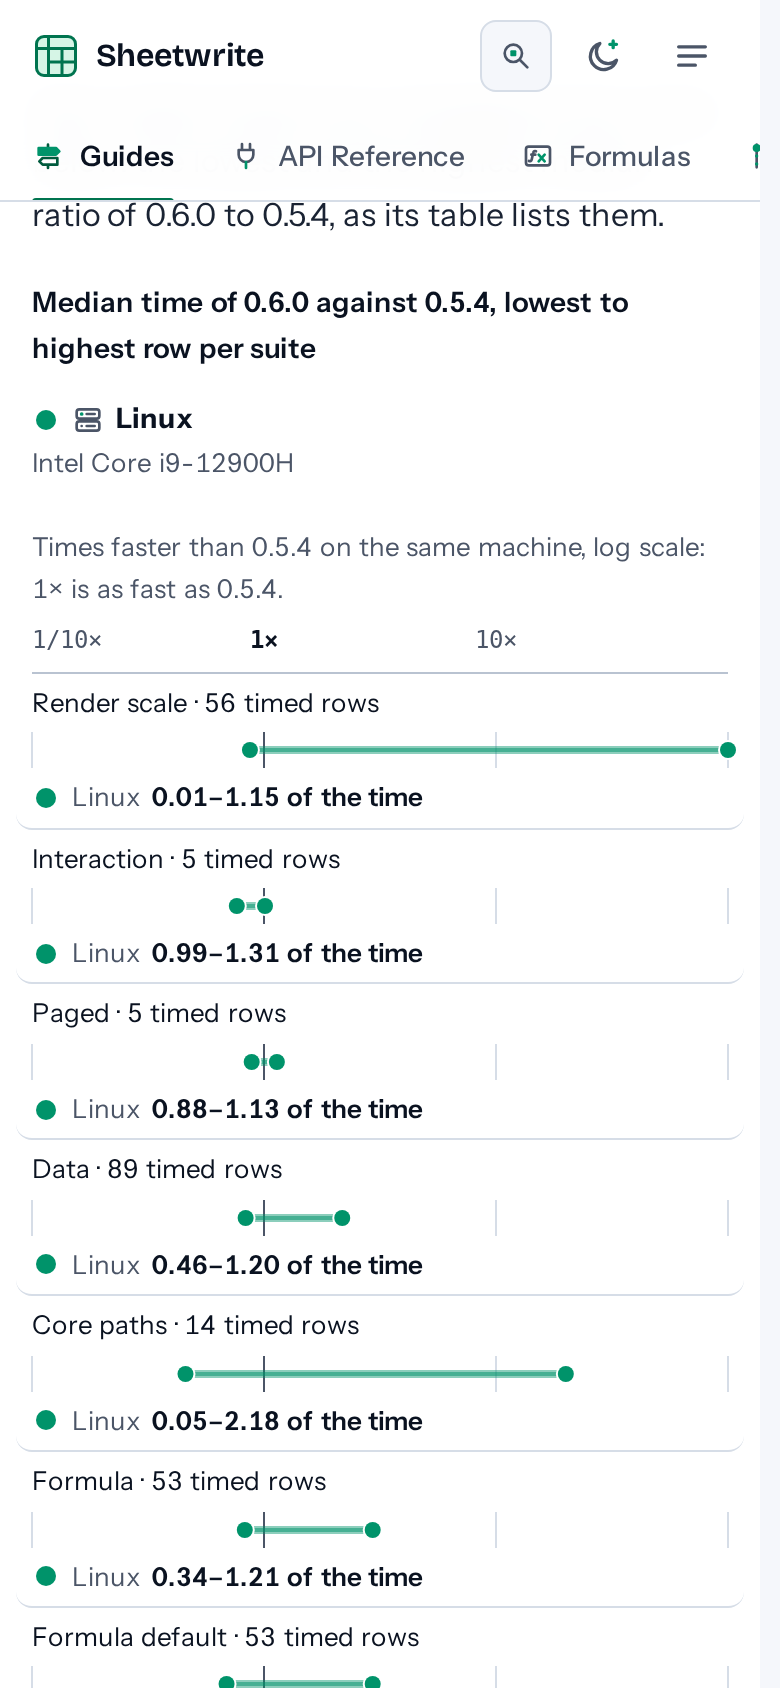 Sheetwrite
Guides
API Reference
Formulas
ratio of 0.6.0 to 0.5.4, as its table lists them.
Median time of 0.6.0 against 0.5.4, lowest to
highest row per suite
Linux
Intel Core i9-12900H
Times faster than 0.5.4 on the same machine, log scale:
1× is as fast as 0.5.4.
1/10× 1× 10×
Render scale · 56 timed rows
Linux 0.01–1.15 of the time
Interaction · 5 timed rows
Linux 0.99–1.31 of the time
Paged · 5 timed rows
Linux 0.88–1.13 of the time
Data · 89 timed rows
Linux 0.46–1.20 of the time
Core paths · 14 timed rows
Linux 0.05–2.18 of the time
Formula · 53 timed rows
Linux 0.34–1.21 of the time
Formula default · 53 timed rows